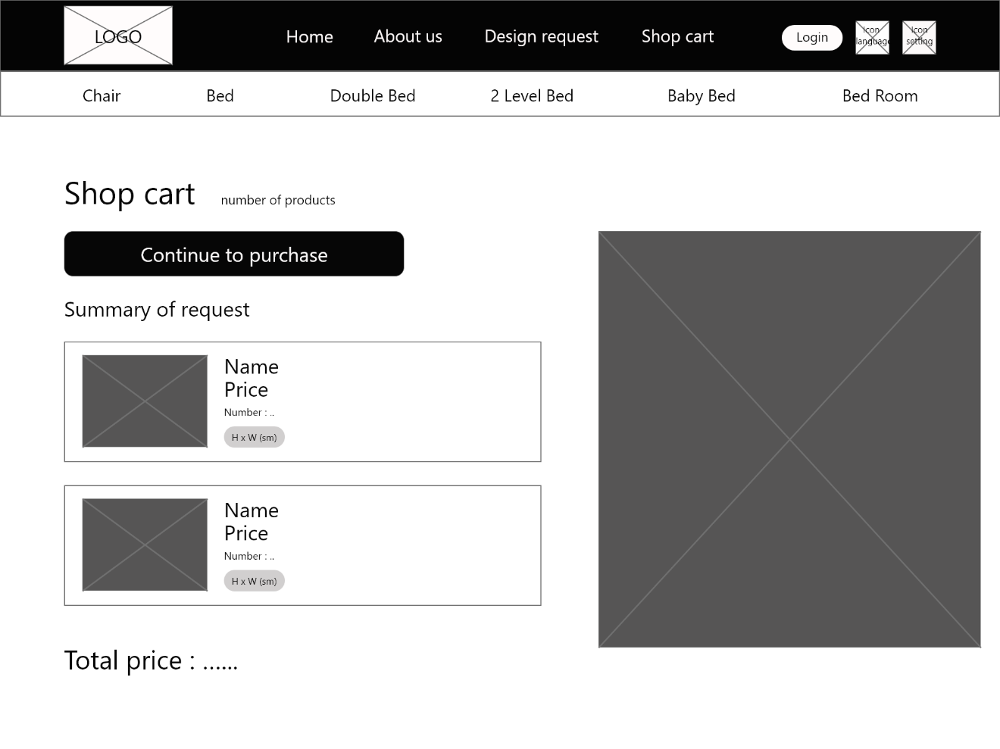 LOGO
Home
About us
Design request
Shop cart
Login
Icon
language
Icon
setting
Chair
Bed
Double Bed
2 Level Bed
Baby Bed
Bed Room
Shop cart
number of products
Continue to purchase
Summary of request
Name
Price
Number : ..
H x W (sm)
Name
Price
Number : ..
H x W (sm)
Total price : ......